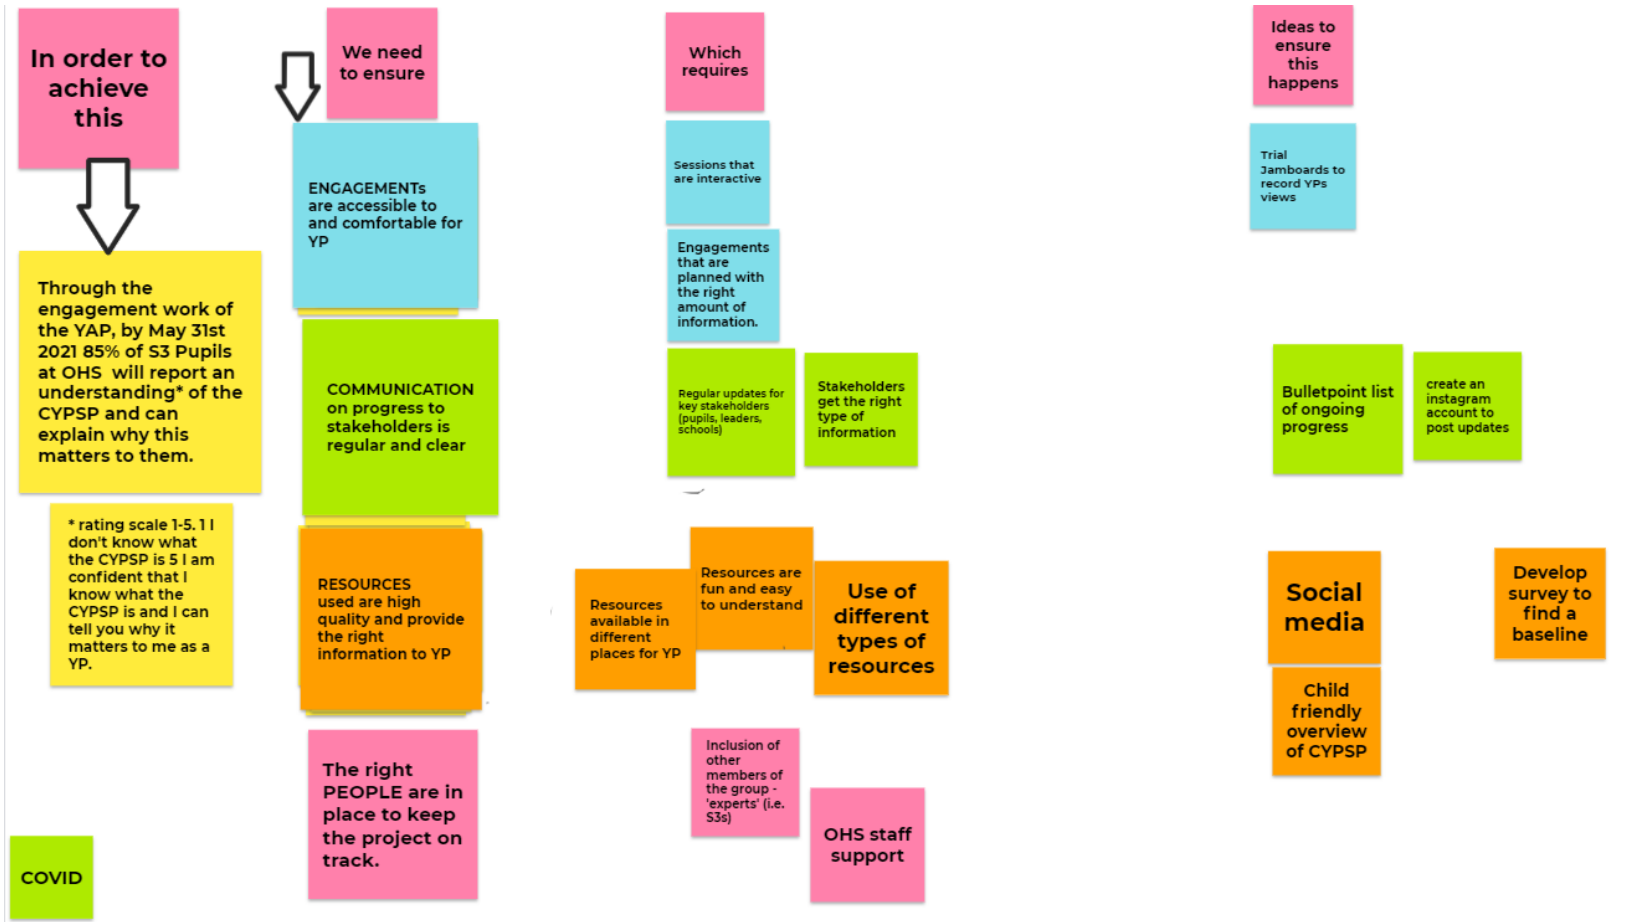 In order to
achieve
this
We need
to ensure
Which
requires
Ideas to
ensure
this
happens
Through the
engagement work of
the YAP, by May 31st
2021 85% of S3 Pupils
at OHS will report an
understanding* of the
CYPSP and can
explain why this
matters to them.
* rating scale 1-5. 1 I
don't know what
the CYPSP is 5 I am
confident that I
know what the
CYPSP is and I can
tell you why it
matters to me as a
YP.
COVID
ENGAGEMENTs
are accessible to
and comfortable for
YP
Sessions that
are interactive
Engagements
that are
planned with
the right
amount of
information.
Trial
Jamboards to
record YPs
views
COMMUNICATION
on progress to
stakeholders is
regular and clear
Regular updates for
key stakeholders
(pupils, leaders,
schools)
Stakeholders
get the right
type of
information
Bulletpoint list
of ongoing
progress
create an
instagram
account to
post updates
RESOURCES
used are high
quality and provide
the right
information to YP
Resources
available in
different
places for YP
Resources are
fun and easy
to understand
Use of
different
types of
resources
Social
media
Develop
survey to
find a
baseline
Child
friendly
overview
of CYPSP
The right
PEOPLE are in
place to keep
the project on
track.
Inclusion of
other
members of
the group -
'experts' (i.e.
S3s)
OHS staff
support